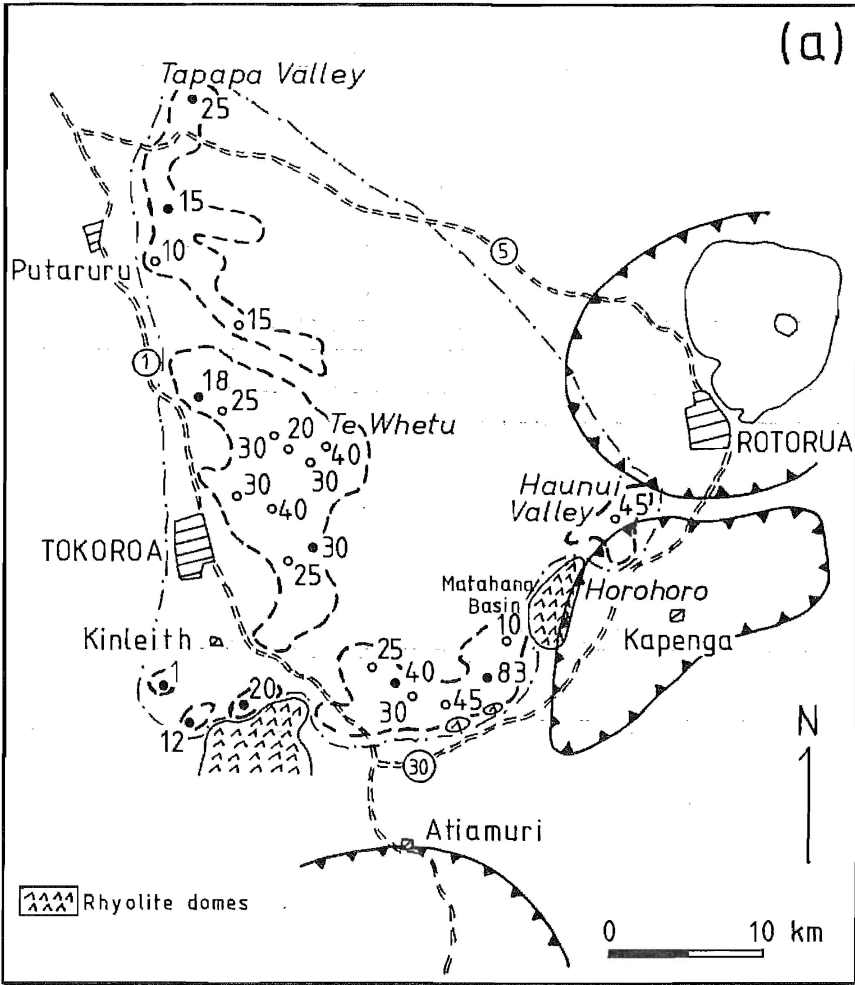 (a)
Tapapa Valley
25
15
10
Putaruru
5
15
1
18
25
Te Whetu
20
30
40
30
30
40
ROTORUA
Haunui
Valley
45
TOKOROA
30
25
Matahana
Basin
Horohoro
10
Kapenga
Kinleith
25
40
83
1
20
30
45
12
N
30
Atiamuri
Rhyolite domes
0
10 km